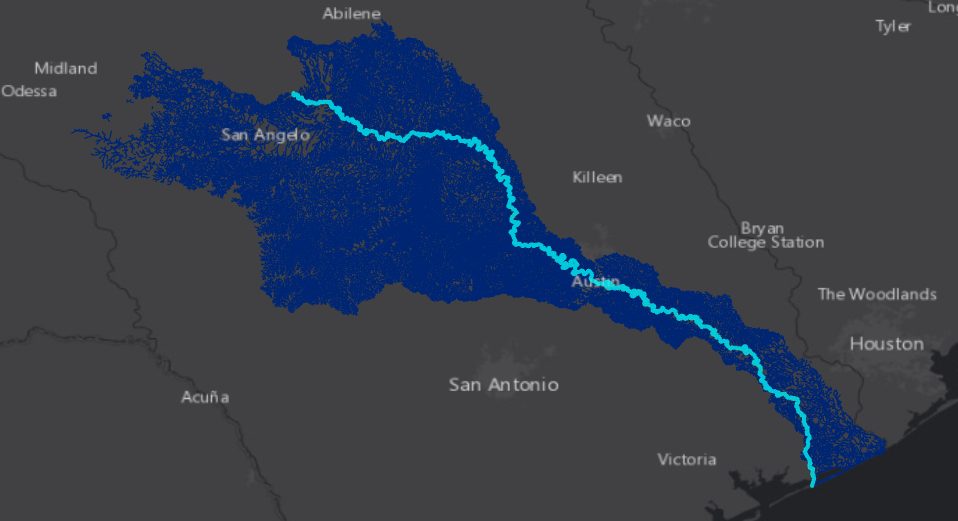 Abilene
Long
Tyler
Midland
Odessa
San Angelo
Waco
Killeen
Bryan
College Station
Austin
The Woodlands
Houston
San Antonio
Acuña
Victoria